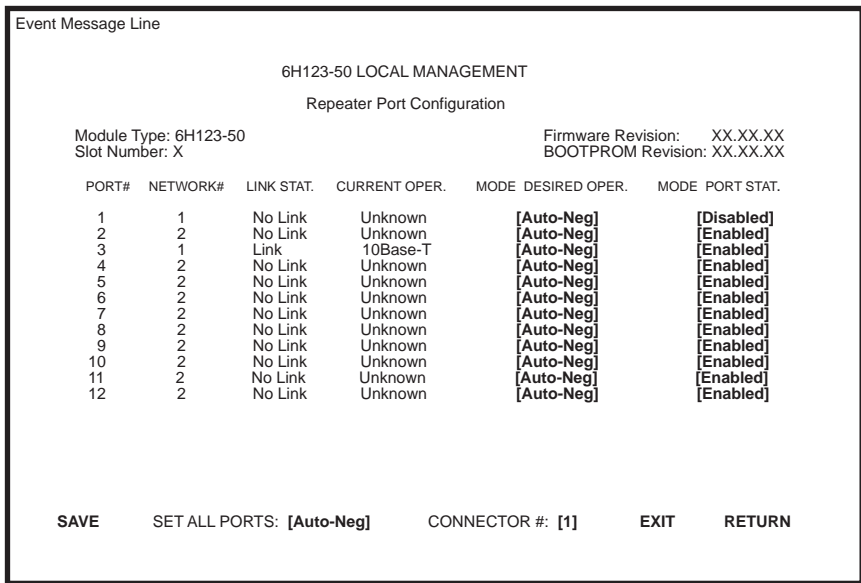 Event Message Line
6H123-50 LOCAL MANAGEMENT
Repeater Port Configuration
Module Type: 6H123-50 Firmware Revision: XX.XX.XX
Slot Number: X BOOTPROM Revision: XX.XX.XX
PORT# NETWORK# LINK STAT. CURRENT OPER. MODE DESIRED OPER. MODE PORT STAT.
1 1 No Link Unknown [Auto-Neg] [Disabled]
2 2 No Link Unknown [Auto-Neg] [Enabled]
3 1 Link 10Base-T [Auto-Neg] [Enabled]
4 2 No Link Unknown [Auto-Neg] [Enabled]
5 2 No Link Unknown [Auto-Neg] [Enabled]
6 2 No Link Unknown [Auto-Neg] [Enabled]
7 2 No Link Unknown [Auto-Neg] [Enabled]
8 2 No Link Unknown [Auto-Neg] [Enabled]
9 2 No Link Unknown [Auto-Neg] [Enabled]
10 2 No Link Unknown [Auto-Neg] [Enabled]
11 2 No Link Unknown [Auto-Neg] [Enabled]
12 2 No Link Unknown [Auto-Neg] [Enabled]
SAVE SET ALL PORTS: [Auto-Neg] CONNECTOR #: [1] EXIT RETURN